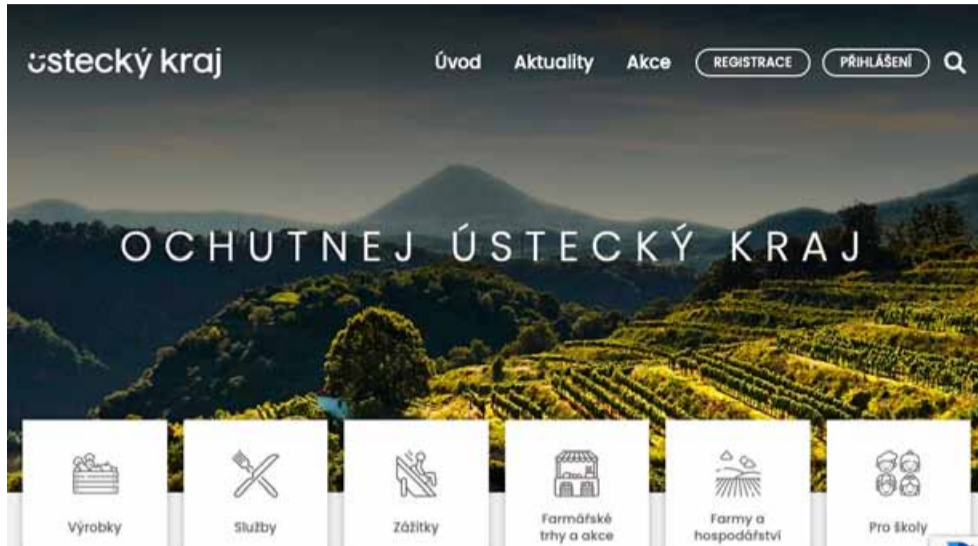 ústecký kraj
Úvod Aktuality Akce REGISTRACE PŘIHLÁŠENÍ
OCHUTNEJ ÚSTECKÝ KRAJ
Výrobky Služby Zážitky Farmářské trhy a akce Farmy a hospodářství Pro školy